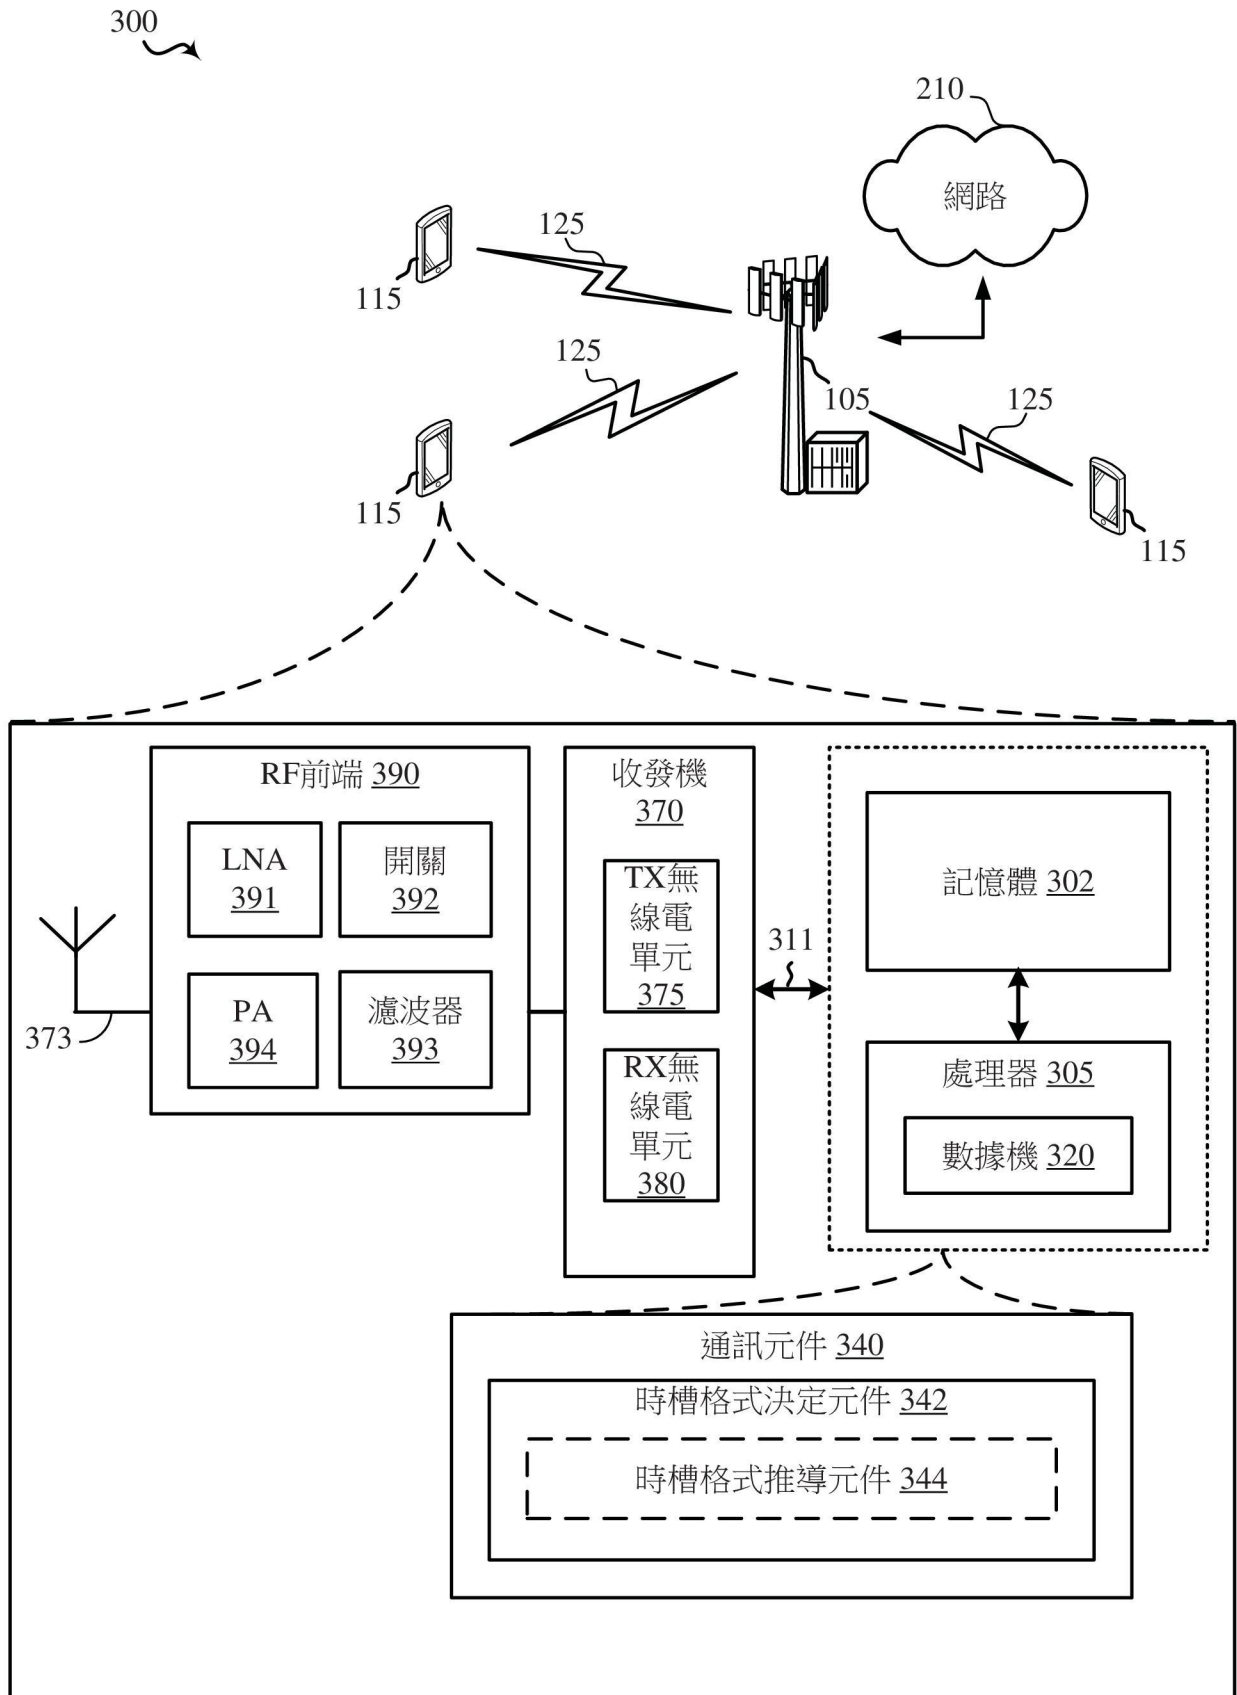 300
210
網路
125
115
125
105
125
115
115
RF前端 390
LNA
391
開關
392
PA
394
濾波器
393
373
收發機
370
TX無
線電
單元
375
RX無
線電
單元
380
311
記憶體 302
處理器 305
數據機 320
通訊元件 340
時槽格式決定元件 342
時槽格式推導元件 344